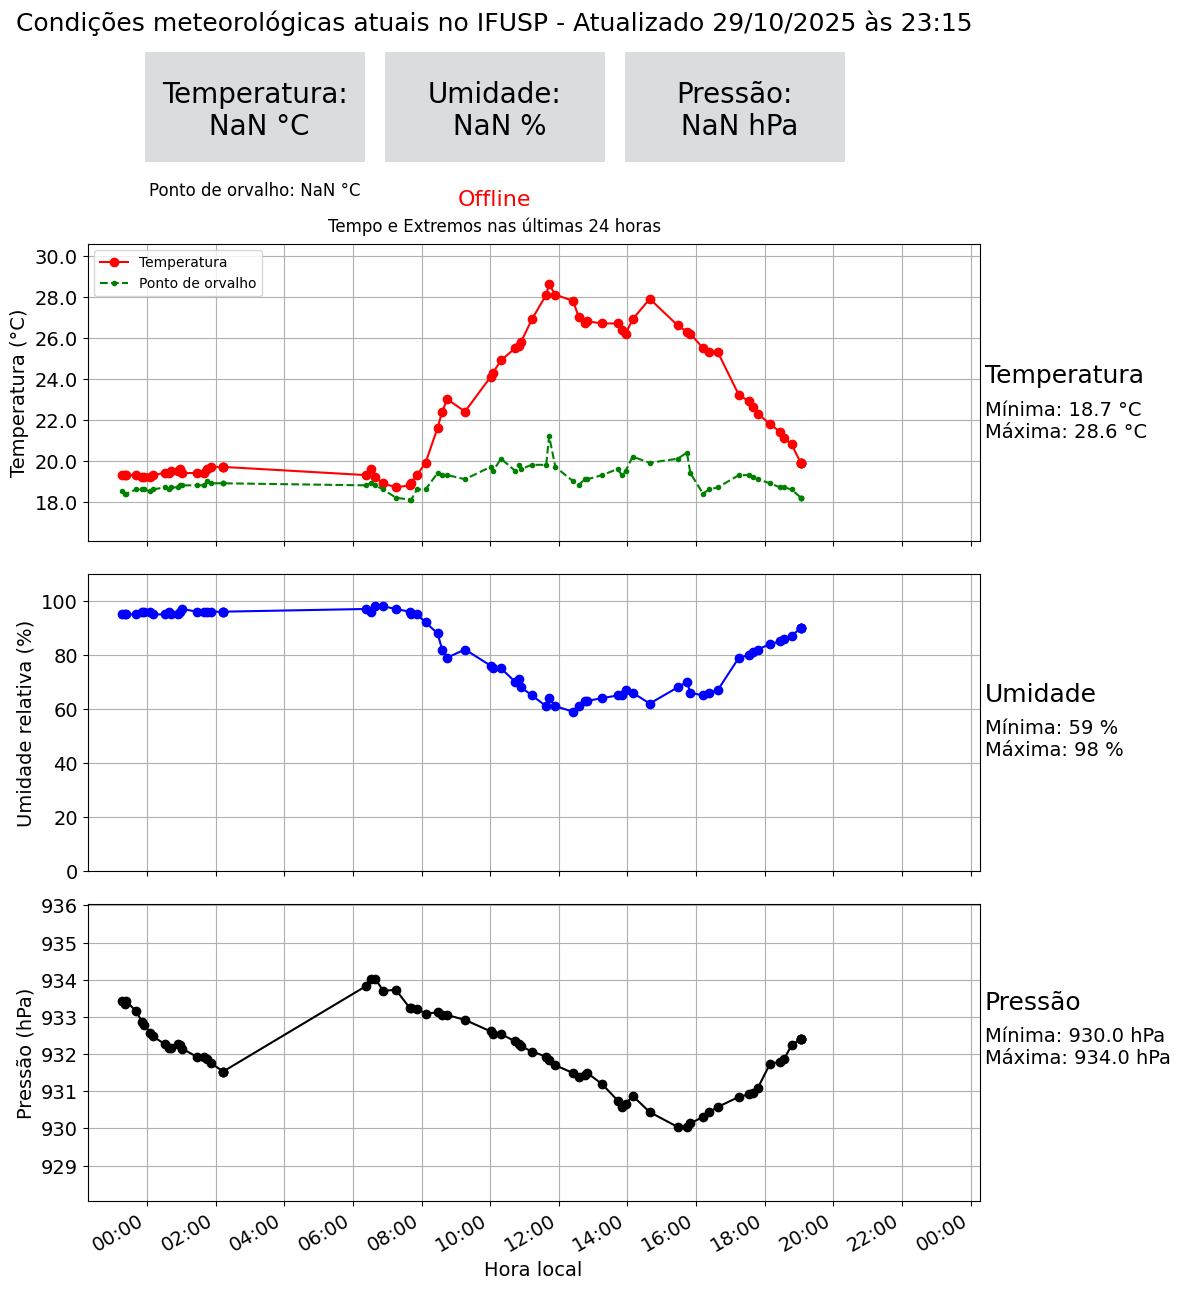 Condições meteorológicas atuais no IFUSP - Atualizado 29/10/2025 às 23:15
Temperatura:
NaN °C
Umidade:
NaN %
Pressão:
NaN hPa
Ponto de orvalho: NaN °C
Offline
Tempo e Extremos nas últimas 24 horas
Temperatura (°C)
30.0
28.0
26.0
24.0
22.0
20.0
18.0
Temperatura
Ponto de orvalho
Temperatura
Mínima: 18.7 °C
Máxima: 28.6 °C
Umidade relativa (%)
100
80
60
40
20
0
Umidade
Mínima: 59 %
Máxima: 98 %
Pressão (hPa)
936
935
934
933
932
931
930
929
Pressão
Mínima: 930.0 hPa
Máxima: 934.0 hPa
00:00 02:00 04:00 06:00 08:00 10:00 12:00 14:00 16:00 18:00 20:00 22:00 00:00
Hora local